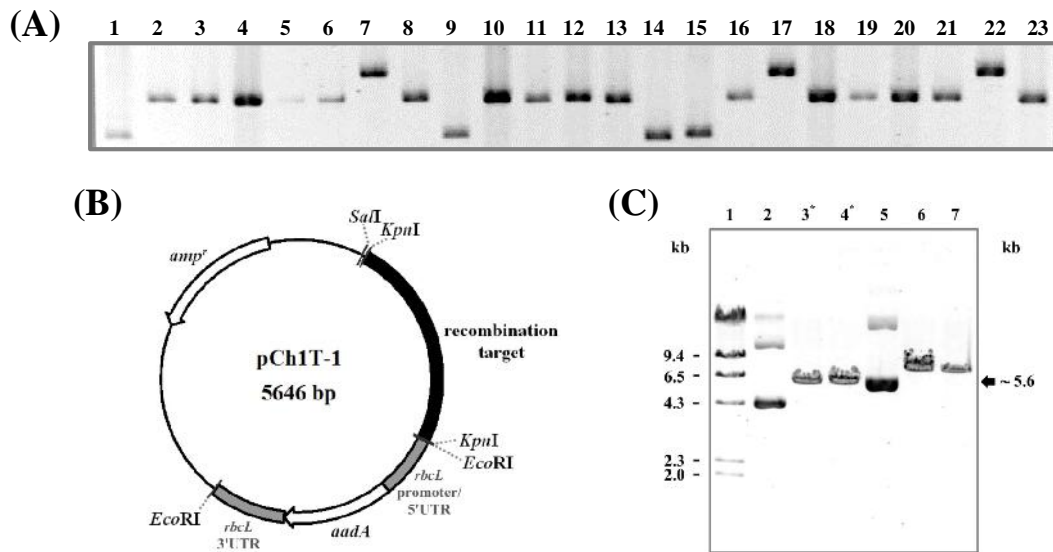 (A)
1 2 3 4 5 6 7 8 9 10 11 12 13 14 15 16 17 18 19 20 21 22 23
(B)
SalI
KpnI
ampʳ
recombination
target
pCh1T-1
5646 bp
KpnI
EcoRI
rbcL
promoter/
5'UTR
aadA
rbcL
3'UTR
EcoRI
(C)
1 2 3* 4* 5 6 7
kb kb
9.4 -
6.5 -
~ 5.6
4.3 -
2.3 -
2.0 -